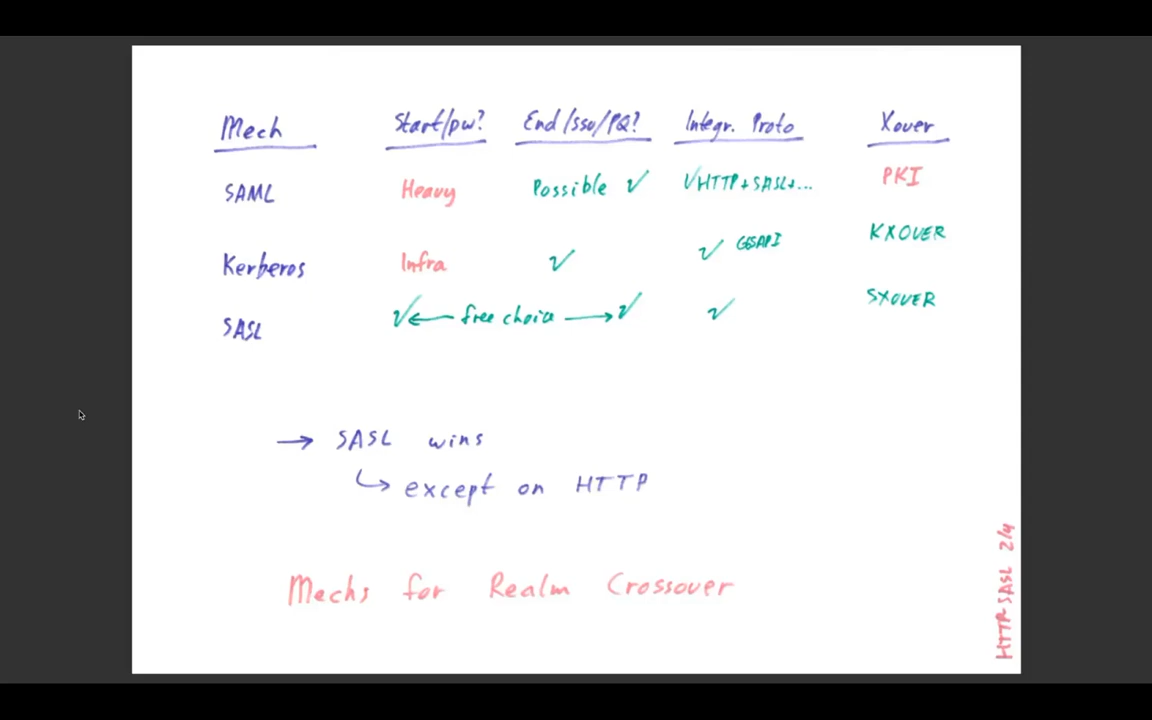 Mech Start/pw? End/sso/PQ? Integr. Proto Xover
SAML Heavy Possible ✓ ✓HTTP+SASL+... PKI
Kerberos Infra ✓ ✓ GSSAPI KXOVER
SASL ✓← free choice →✓ ✓ SXOVER
→ SASL wins
↳ except on HTTP
Mechs for Realm Crossover
HTTP SASL 2/4